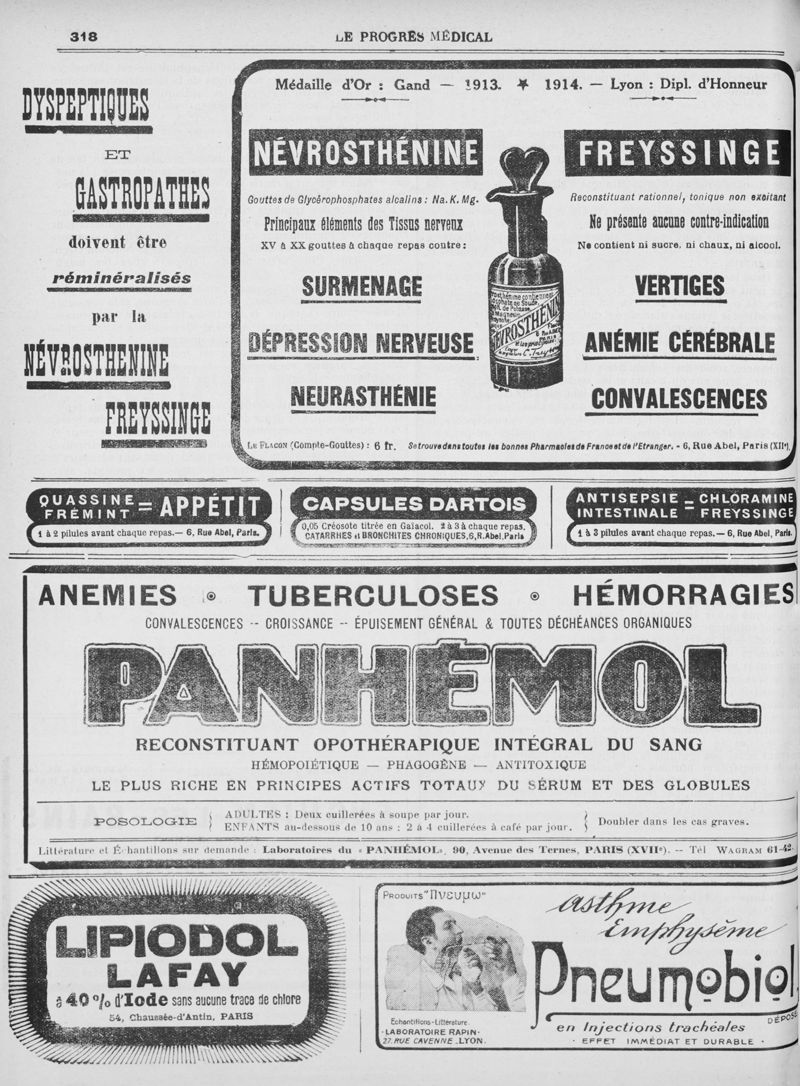 318
LE PROGRÈS MÉDICAL
DYSPEPTIQUES
ET
GASTROPATHES
doivent être
réminéralisés
par la
NÉVROSTHENINE
FREYSSINGE
Médaille d'Or : Gand — 1913. ★ 1914. — Lyon : Dipl. d'Honneur
NÉVROSTHÉNINE
Gouttes de Glycérophosphates alcalins : Na. K. Mg.
Principaux éléments des Tissus nerveux
XV à XX gouttes à chaque repas contre :
SURMENAGE
DÉPRESSION NERVEUSE
NEURASTHÉNIE
FREYSSINGE
Reconstituant rationnel, tonique non excitant
Ne présente aucune contre-indication
Ne contient ni sucre, ni chaux, ni alcool.
VERTIGES
ANÉMIE CÉRÉBRALE
CONVALESCENCES
LE FLACON (Compte-Gouttes) : 6 fr. Se trouve dans toutes les bonnes Pharmacies de France et de l'Etranger. - 6, Rue Abel, Paris (XIIe).
QUASSINE FRÉMINT = APPÉTIT
1 à 2 pilules avant chaque repas. — 6, Rue Abel, Paris.
CAPSULES DARTOIS
0,05 Créosote titrée en Gaïacol. 2 à 3 à chaque repas.
CATARRHES et BRONCHITES CHRONIQUES, 6, R. Abel, Paris
ANTISEPSIE INTESTINALE = CHLORAMINE FREYSSINGE
1 à 3 pilules avant chaque repas. — 6, Rue Abel, Paris.
ANEMIES ◉ TUBERCULOSES ◉ HÉMORRAGIES
CONVALESCENCES -- CROISSANCE -- ÉPUISEMENT GÉNÉRAL & TOUTES DÉCHÉANCES ORGANIQUES
PANHÉMOL
RECONSTITUANT OPOTHÉRAPIQUE INTÉGRAL DU SANG
HÉMOPOIÉTIQUE — PHAGOGÈNE — ANTITOXIQUE
LE PLUS RICHE EN PRINCIPES ACTIFS TOTAUX DU SÉRUM ET DES GLOBULES
POSOLOGIE
ADULTES : Deux cuillerées à soupe par jour.
ENFANTS au-dessous de 10 ans : 2 à 4 cuillerées à café par jour.
Doubler dans les cas graves.
Littérature et Échantillons sur demande : Laboratoires du « PANHÉMOL », 90, Avenue des Ternes, PARIS (XVIIe). -- Tél WAGRAM 61-42.
LIPIODOL
LAFAY
à 40 % d'Iode sans aucune trace de chlore
54, Chaussée-d'Antin, PARIS
PRODUITS "Πνευμω"
Échantillons-Littérature.
·LABORATOIRE RAPIN·
27. RUE CAVENNE .LYON.
asthme
emphysème
Pneumobiol
DÉPOSÉ
en Injections trachéales
· EFFET IMMÉDIAT ET DURABLE ·